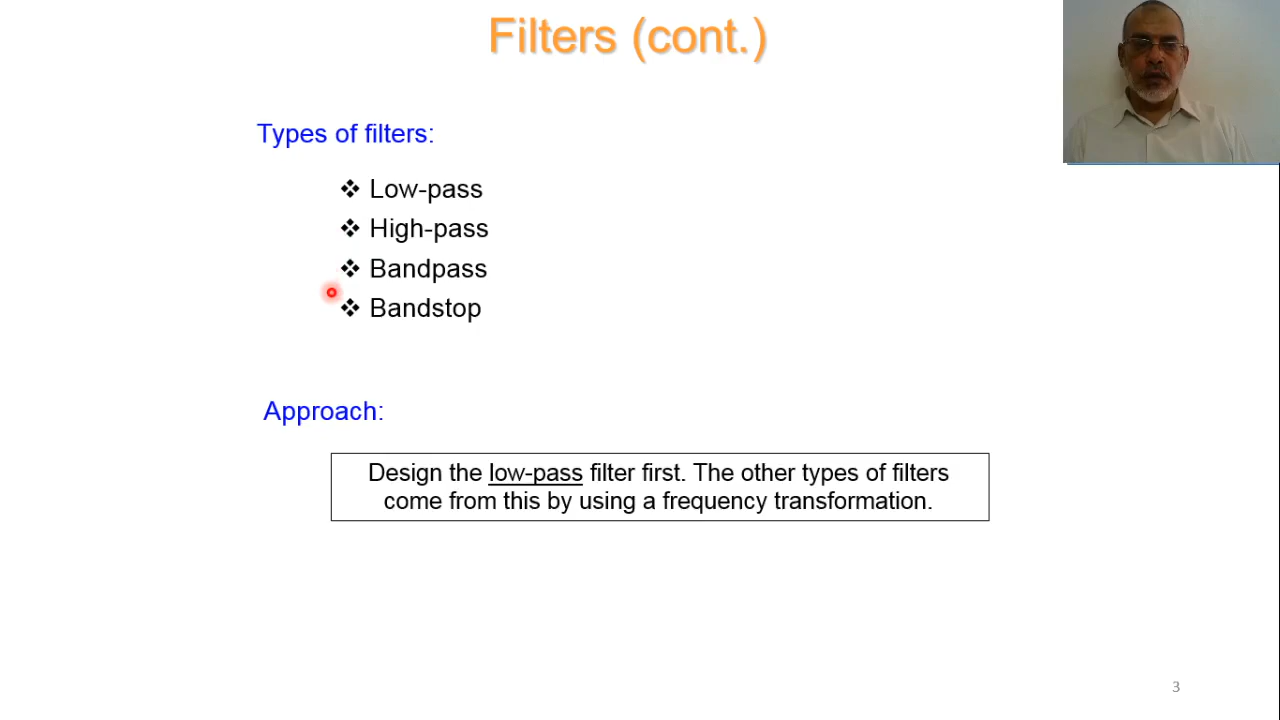 Filters (cont.)
Types of filters:
❖ Low-pass
❖ High-pass
❖ Bandpass
❖ Bandstop
Approach:
Design the low-pass filter first. The other types of filters
come from this by using a frequency transformation.
3